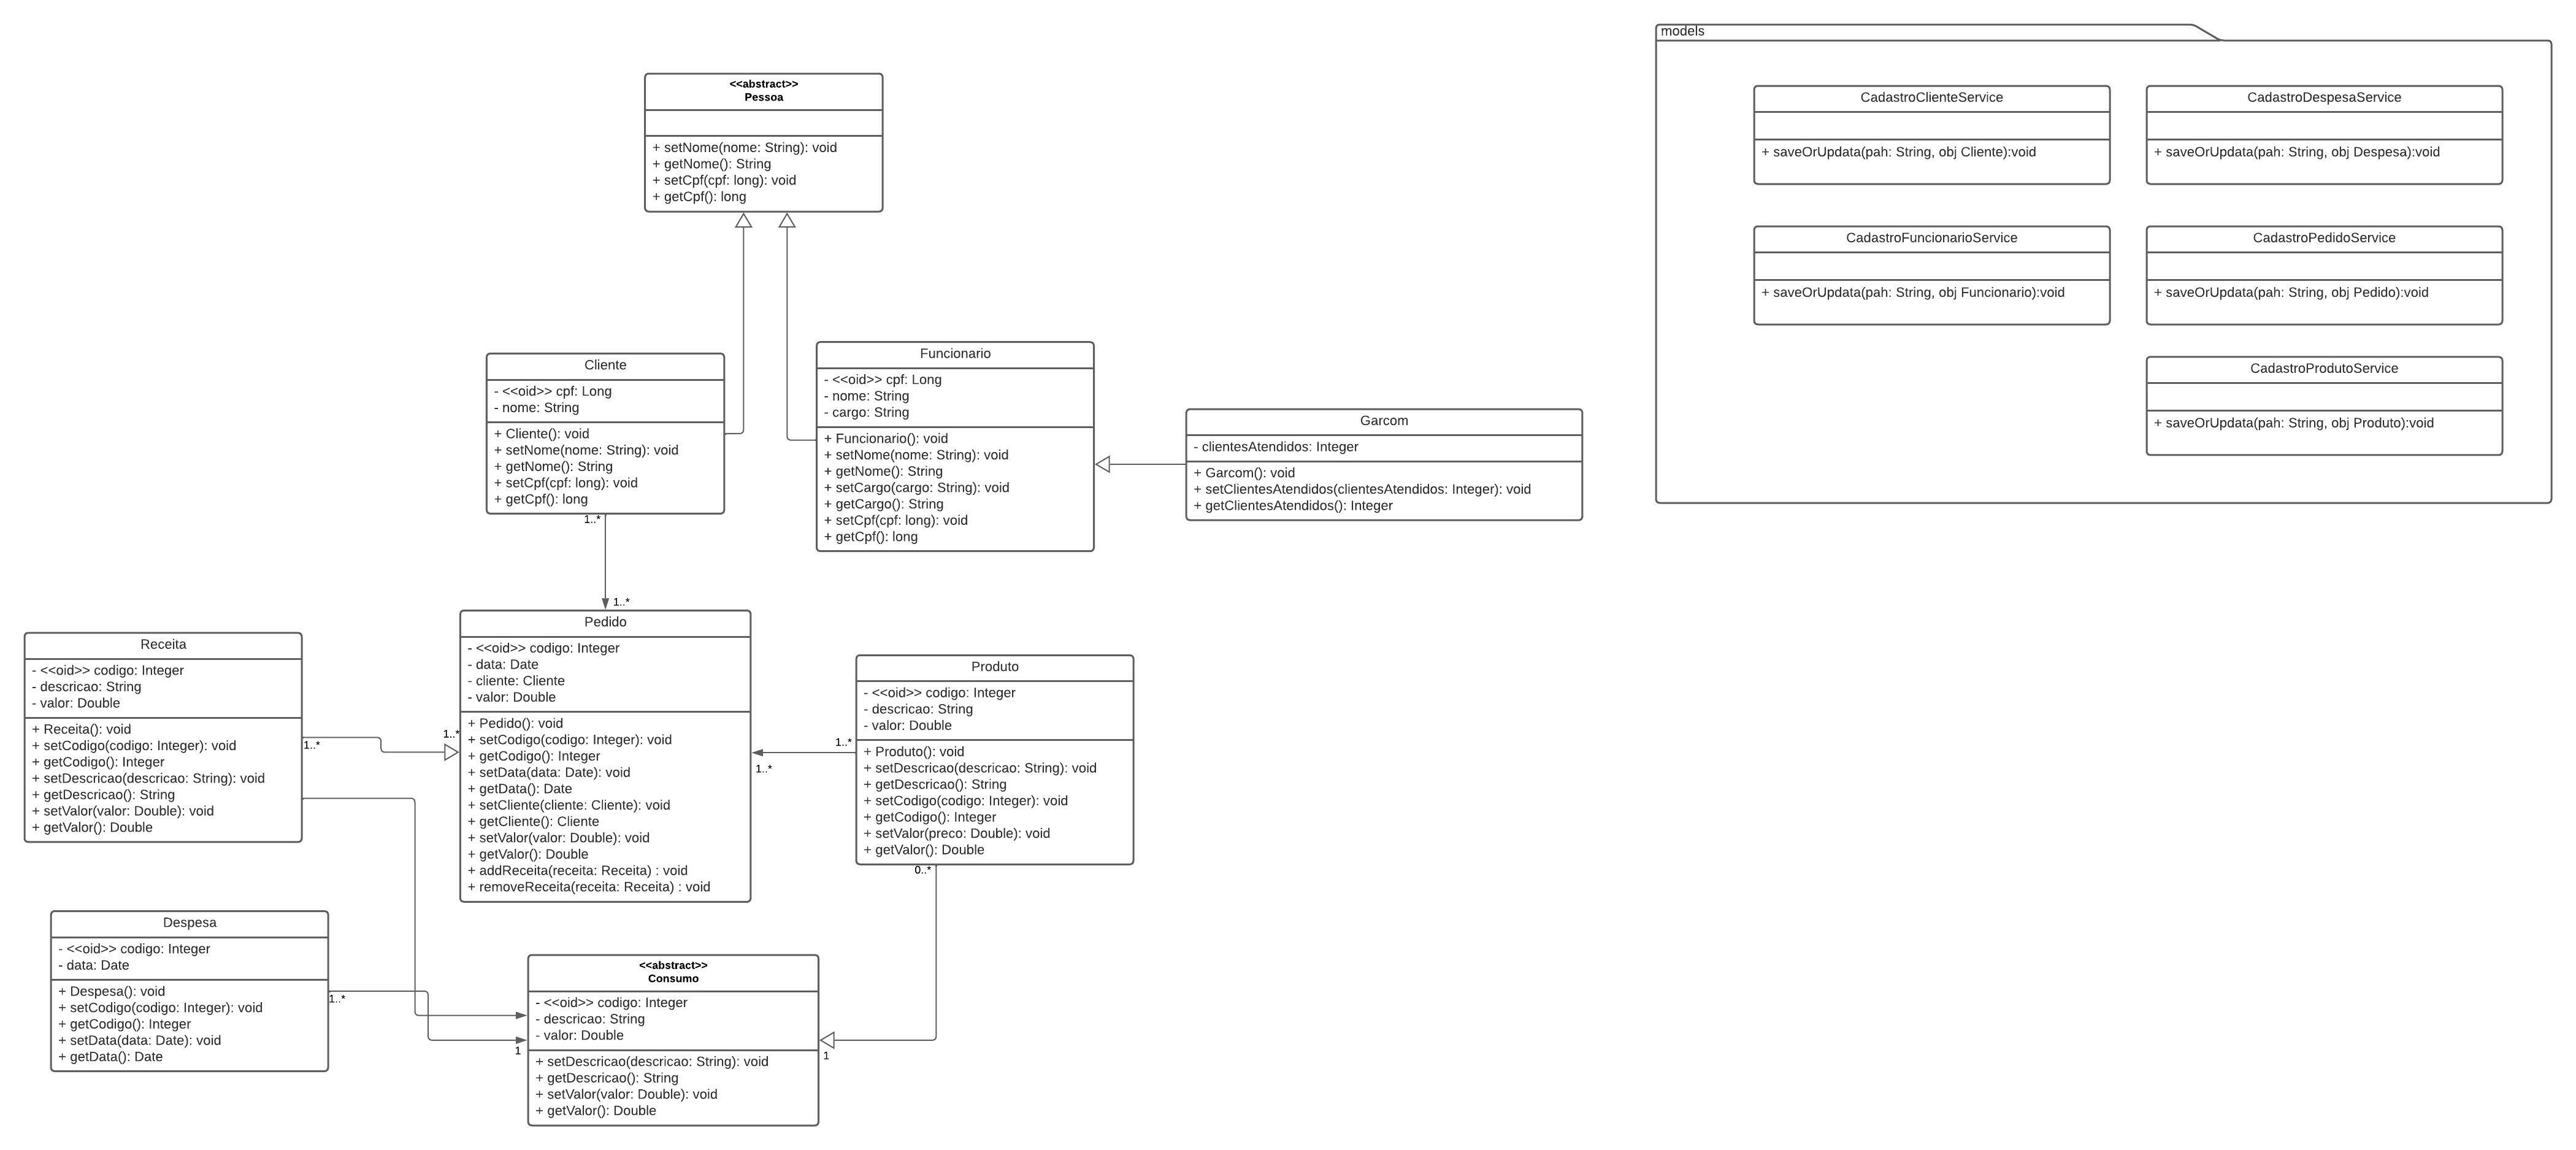 models
<<abstract>>
Pessoa
+ setNome(nome: String): void
+ getNome(): String
+ setCpf(cpf: long): void
+ getCpf(): long
CadastroClienteService
+ saveOrUpdata(pah: String, obj Cliente):void
CadastroDespesaService
+ saveOrUpdata(pah: String, obj Despesa):void
CadastroFuncionarioService
+ saveOrUpdata(pah: String, obj Funcionario):void
CadastroPedidoService
+ saveOrUpdata(pah: String, obj Pedido):void
CadastroProdutoService
+ saveOrUpdata(pah: String, obj Produto):void
Cliente
- <<oid>> cpf: Long
- nome: String
+ Cliente(): void
+ setNome(nome: String): void
+ getNome(): String
+ setCpf(cpf: long): void
+ getCpf(): long
1..*
1..*
Funcionario
- <<oid>> cpf: Long
- nome: String
- cargo: String
+ Funcionario(): void
+ setNome(nome: String): void
+ getNome(): String
+ setCargo(cargo: String): void
+ getCargo(): String
+ setCpf(cpf: long): void
+ getCpf(): long
Garcom
- clientesAtendidos: Integer
+ Garcom(): void
+ setClientesAtendidos(clientesAtendidos: Integer): void
+ getClientesAtendidos(): Integer
Receita
- <<oid>> codigo: Integer
- descricao: String
- valor: Double
+ Receita(): void
+ setCodigo(codigo: Integer): void
+ getCodigo(): Integer
+ setDescricao(descricao: String): void
+ getDescricao(): String
+ setValor(valor: Double): void
+ getValor(): Double
1..*
1..*
Pedido
- <<oid>> codigo: Integer
- data: Date
- cliente: Cliente
- valor: Double
+ Pedido(): void
+ setCodigo(codigo: Integer): void
+ getCodigo(): Integer
+ setData(data: Date): void
+ getData(): Date
+ setCliente(cliente: Cliente): void
+ getCliente(): Cliente
+ setValor(valor: Double): void
+ getValor(): Double
+ addReceita(receita: Receita) : void
+ removeReceita(receita: Receita) : void
1..*
1..*
Produto
- <<oid>> codigo: Integer
- descricao: String
- valor: Double
+ Produto(): void
+ setDescricao(descricao: String): void
+ getDescricao(): String
+ setCodigo(codigo: Integer): void
+ getCodigo(): Integer
+ setValor(preco: Double): void
+ getValor(): Double
0..*
Despesa
- <<oid>> codigo: Integer
- data: Date
+ Despesa(): void
+ setCodigo(codigo: Integer): void
+ getCodigo(): Integer
+ setData(data: Date): void
+ getData(): Date
1..*
1
<<abstract>>
Consumo
- <<oid>> codigo: Integer
- descricao: String
- valor: Double
+ setDescricao(descricao: String): void
+ getDescricao(): String
+ setValor(valor: Double): void
+ getValor(): Double
1